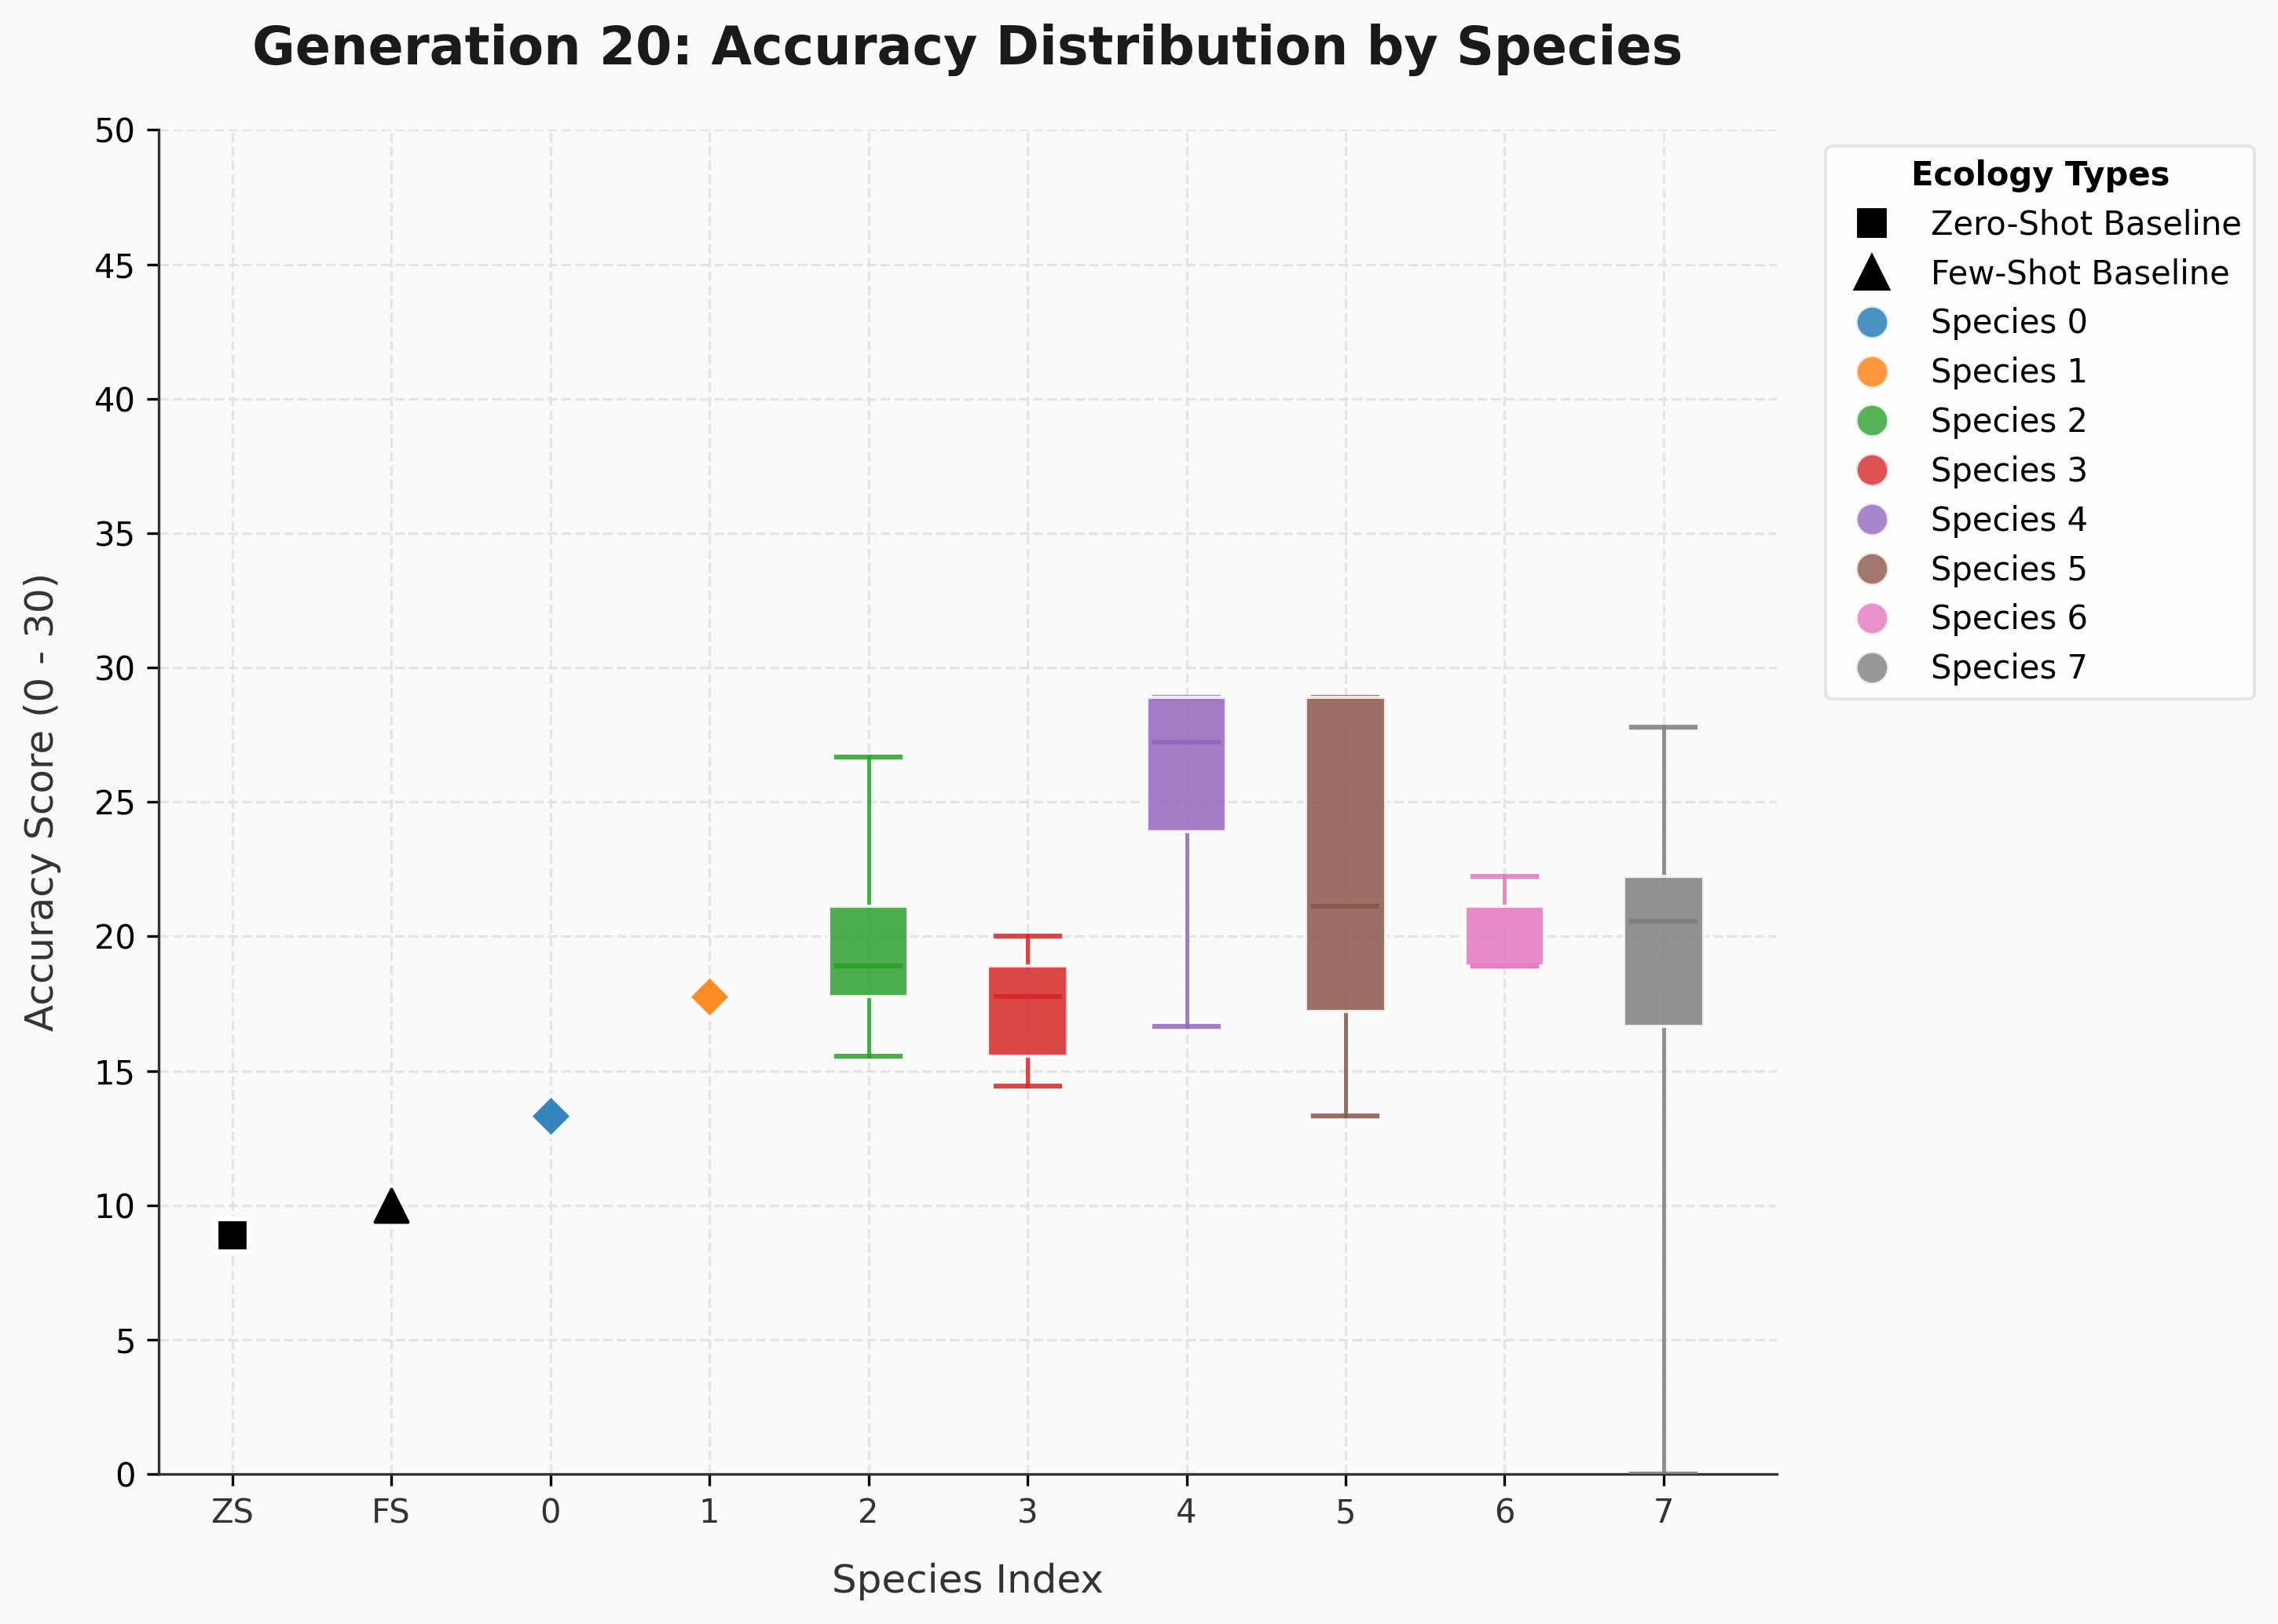 Generation 20: Accuracy Distribution by Species
50
45
40
35
30
25
20
15
10
5
0
Accuracy Score (0 - 30)
ZS FS 0 1 2 3 4 5 6 7
Species Index
Ecology Types
Zero-Shot Baseline
Few-Shot Baseline
Species 0
Species 1
Species 2
Species 3
Species 4
Species 5
Species 6
Species 7